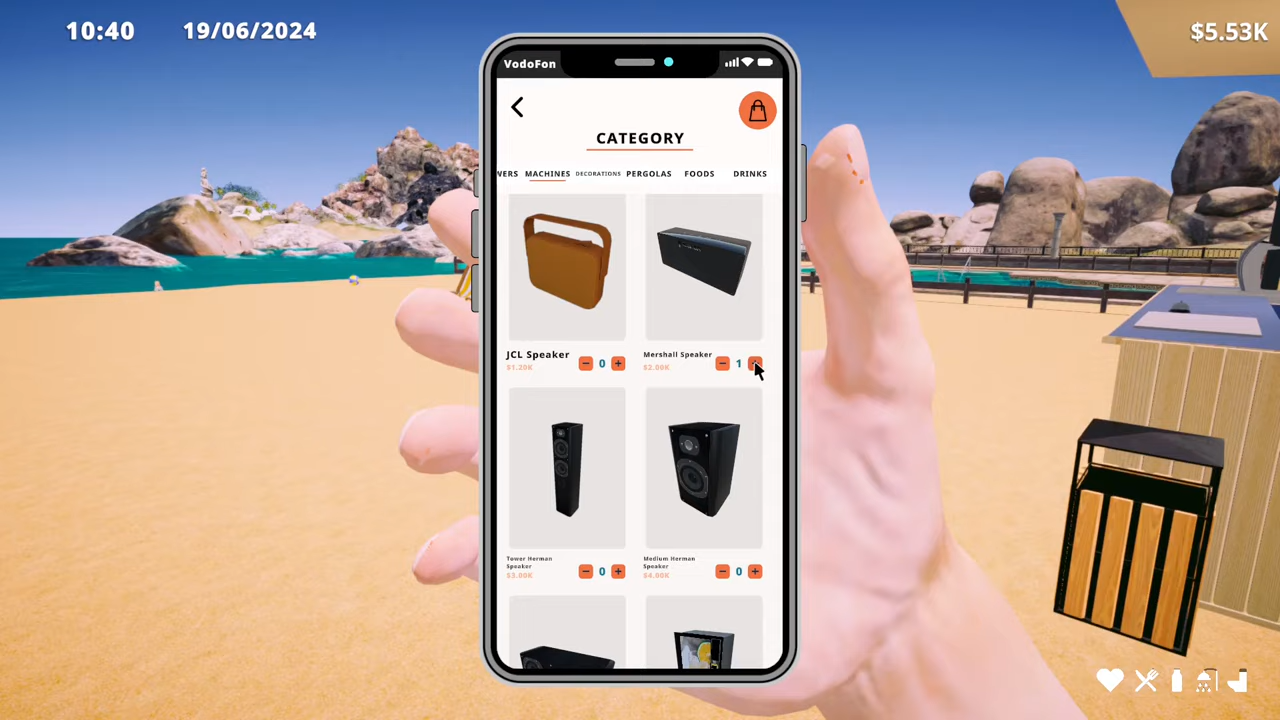 10:40 19/06/2024
$5.53K
VodoFon
CATEGORY
WERS MACHINES DECORATIONS PERGOLAS FOODS DRINKS
JCL Speaker
$1.20K
0
Mershall Speaker
$2.00K
1
Tower Herman
Speaker
$3.00K
0
Medium Herman
Speaker
$4.00K
0